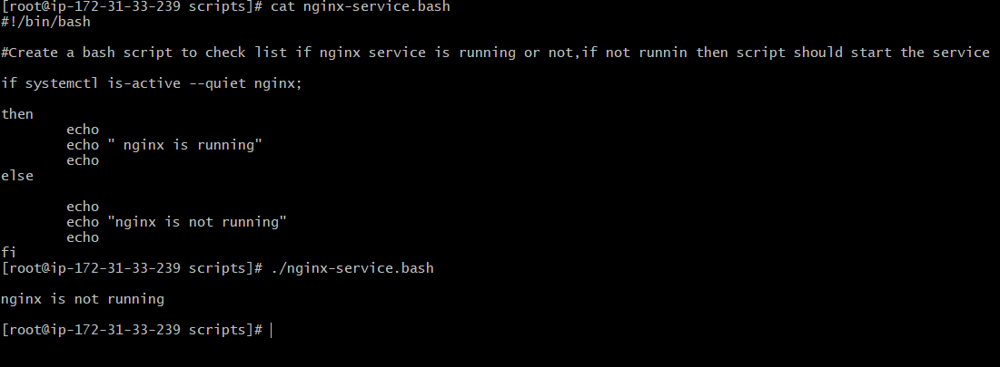 [root@ip-172-31-33-239 scripts]# cat nginx-service.bash
#!/bin/bash
#Create a bash script to check list if nginx service is running or not,if not runnin then script should start the service
if systemctl is-active --quiet nginx;
then
echo
echo " nginx is running"
echo
else
echo
echo "nginx is not running"
echo
fi
[root@ip-172-31-33-239 scripts]# ./nginx-service.bash
nginx is not running
[root@ip-172-31-33-239 scripts]#